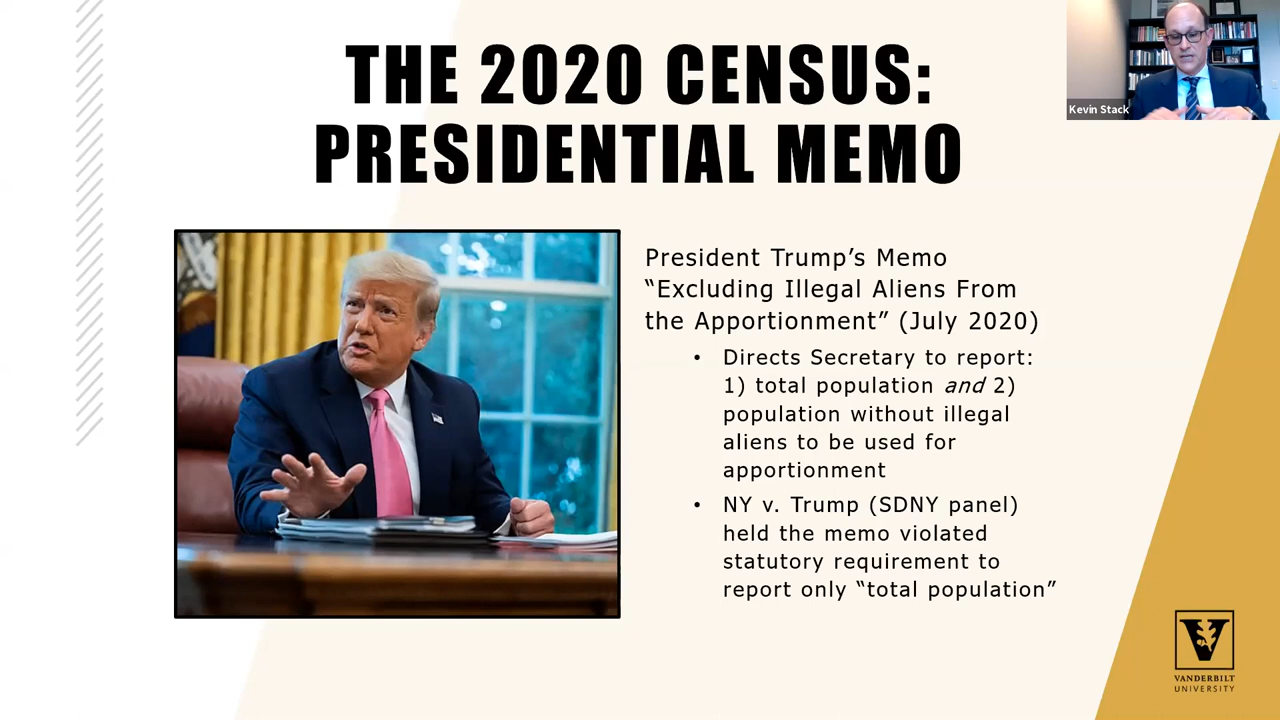 THE 2020 CENSUS:
PRESIDENTIAL MEMO
Kevin Stack
President Trump’s Memo
“Excluding Illegal Aliens From
the Apportionment” (July 2020)
• Directs Secretary to report:
1) total population and 2)
population without illegal
aliens to be used for
apportionment
• NY v. Trump (SDNY panel)
held the memo violated
statutory requirement to
report only “total population”
V
VANDERBILT
UNIVERSITY